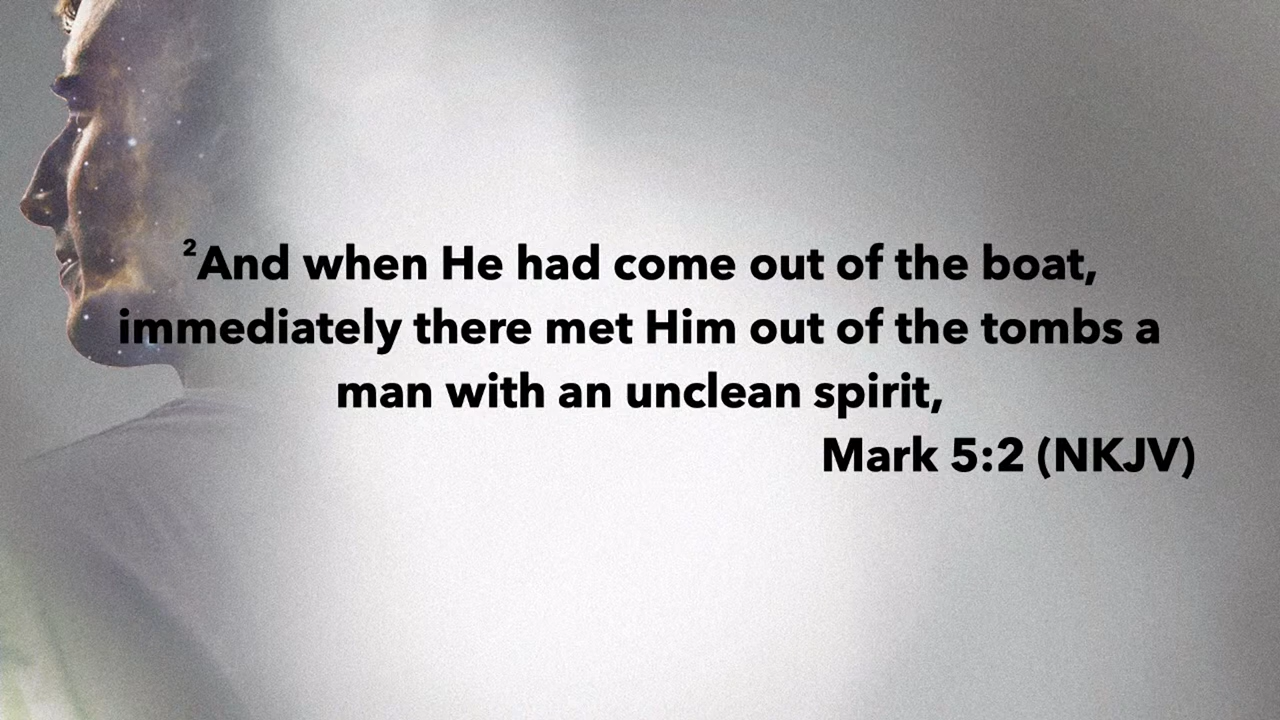 ²And when He had come out of the boat,
immediately there met Him out of the tombs a
man with an unclean spirit,
Mark 5:2 (NKJV)